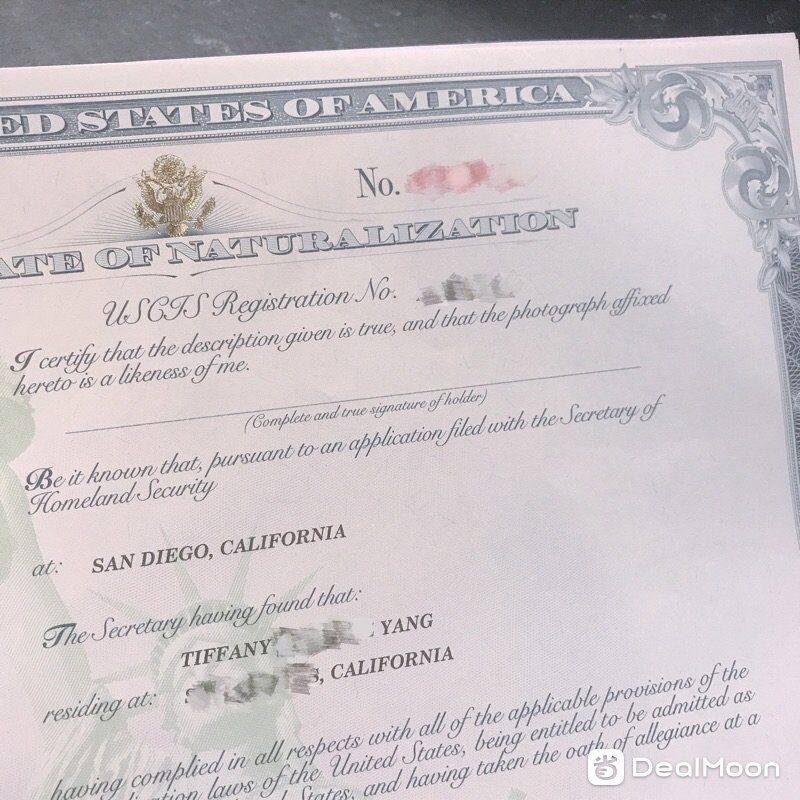 ED STATES OF AMERICA
No.
ATE OF NATURALIZATION
USCIS Registration No.
I certify that the description given is true, and that the photograph affixed
hereto is a likeness of me.
(Complete and true signature of holder)
Be it known that, pursuant to an application filed with the Secretary of
Homeland Security
at: SAN DIEGO, CALIFORNIA
The Secretary having found that:
TIFFANY YANG
residing at: , CALIFORNIA
having complied in all respects with all of the applicable provisions of the
lization laws of the United States, being entitled to be admitted as
States, and having taken the oath of allegiance at a
DealMoon